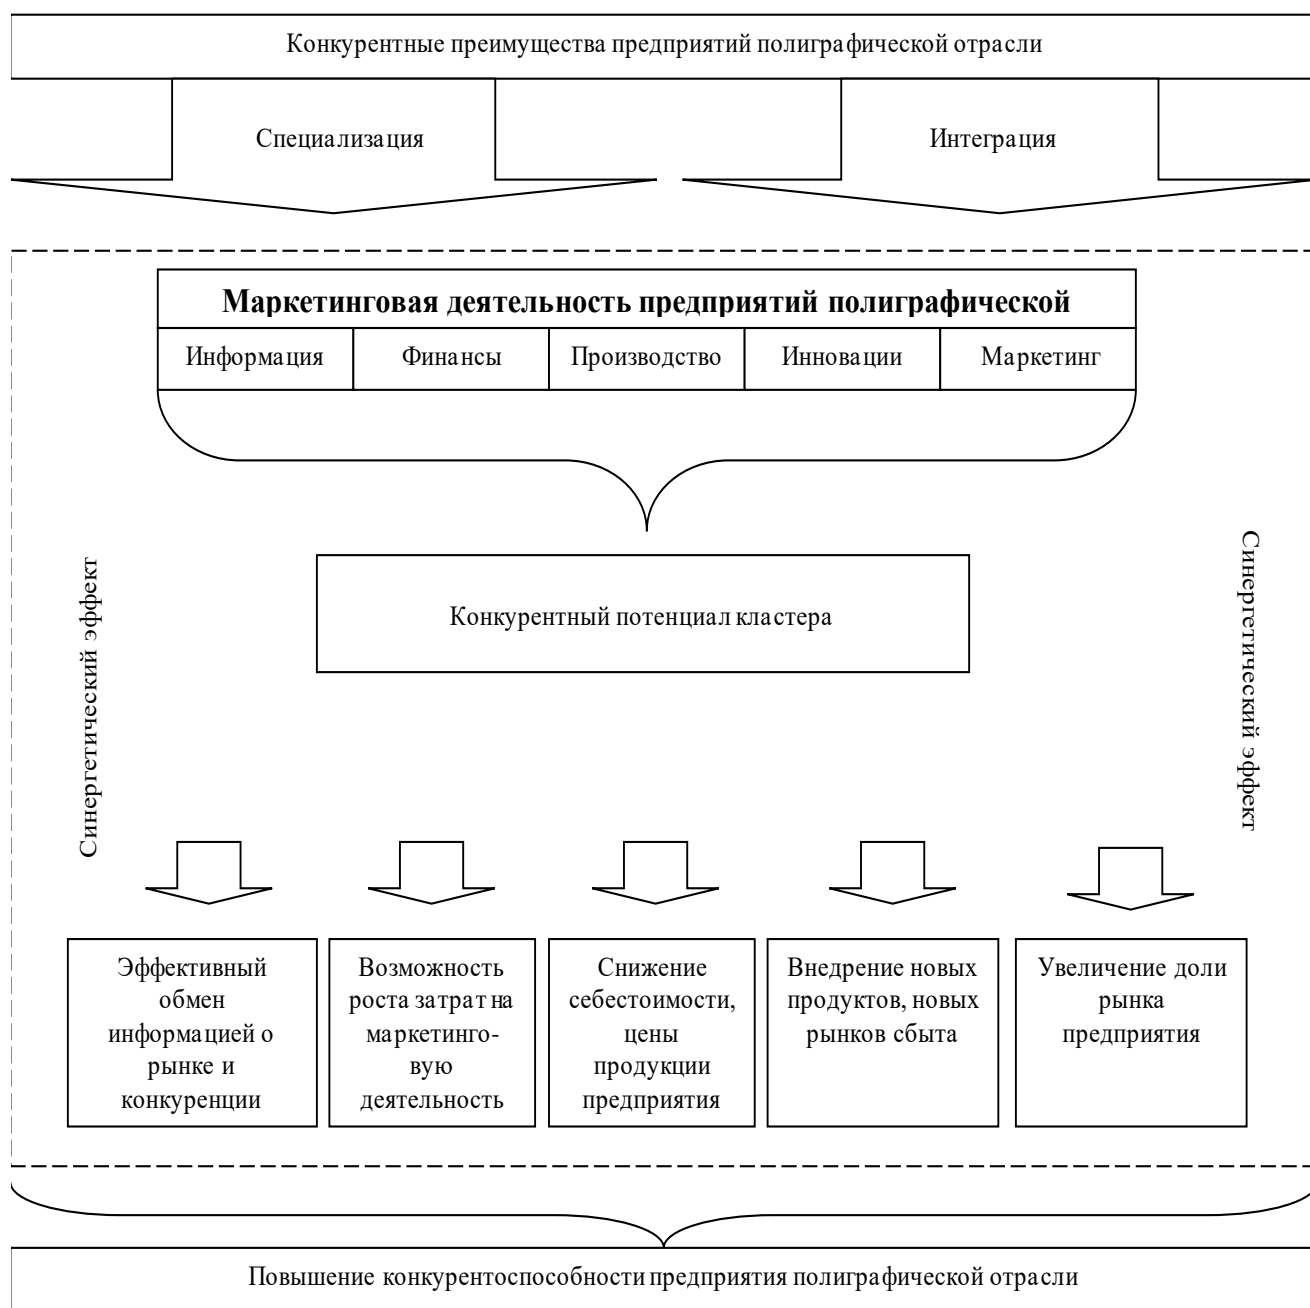 Конкурентные преимущества предприятий полиграфической отрасли
Специализация
Интеграция
Маркетинговая деятельность предприятий полиграфической
Информация
Финансы
Производство
Инновации
Маркетинг
Конкурентный потенциал кластера
Синергетический эффект
Синергетический эффект
Эффективный
обмен
информацией о
рынке и
конкуренции
Возможность
роста затрат на
маркетинго-
вую
деятельность
Снижение
себестоимости,
цены
продукции
предприятия
Внедрение новых
продуктов, новых
рынков сбыта
Увеличение доли
рынка
предприятия
Повышение конкурентоспособности предприятия полиграфической отрасли